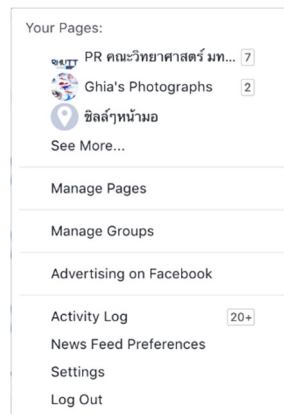 Your Pages:
PR คณะวิทยาศาสตร์ มท... 7
Ghia's Photographs 2
ชิลล์ๆหน้ามอ
See More...
Manage Pages
Manage Groups
Advertising on Facebook
Activity Log 20+
News Feed Preferences
Settings
Log Out